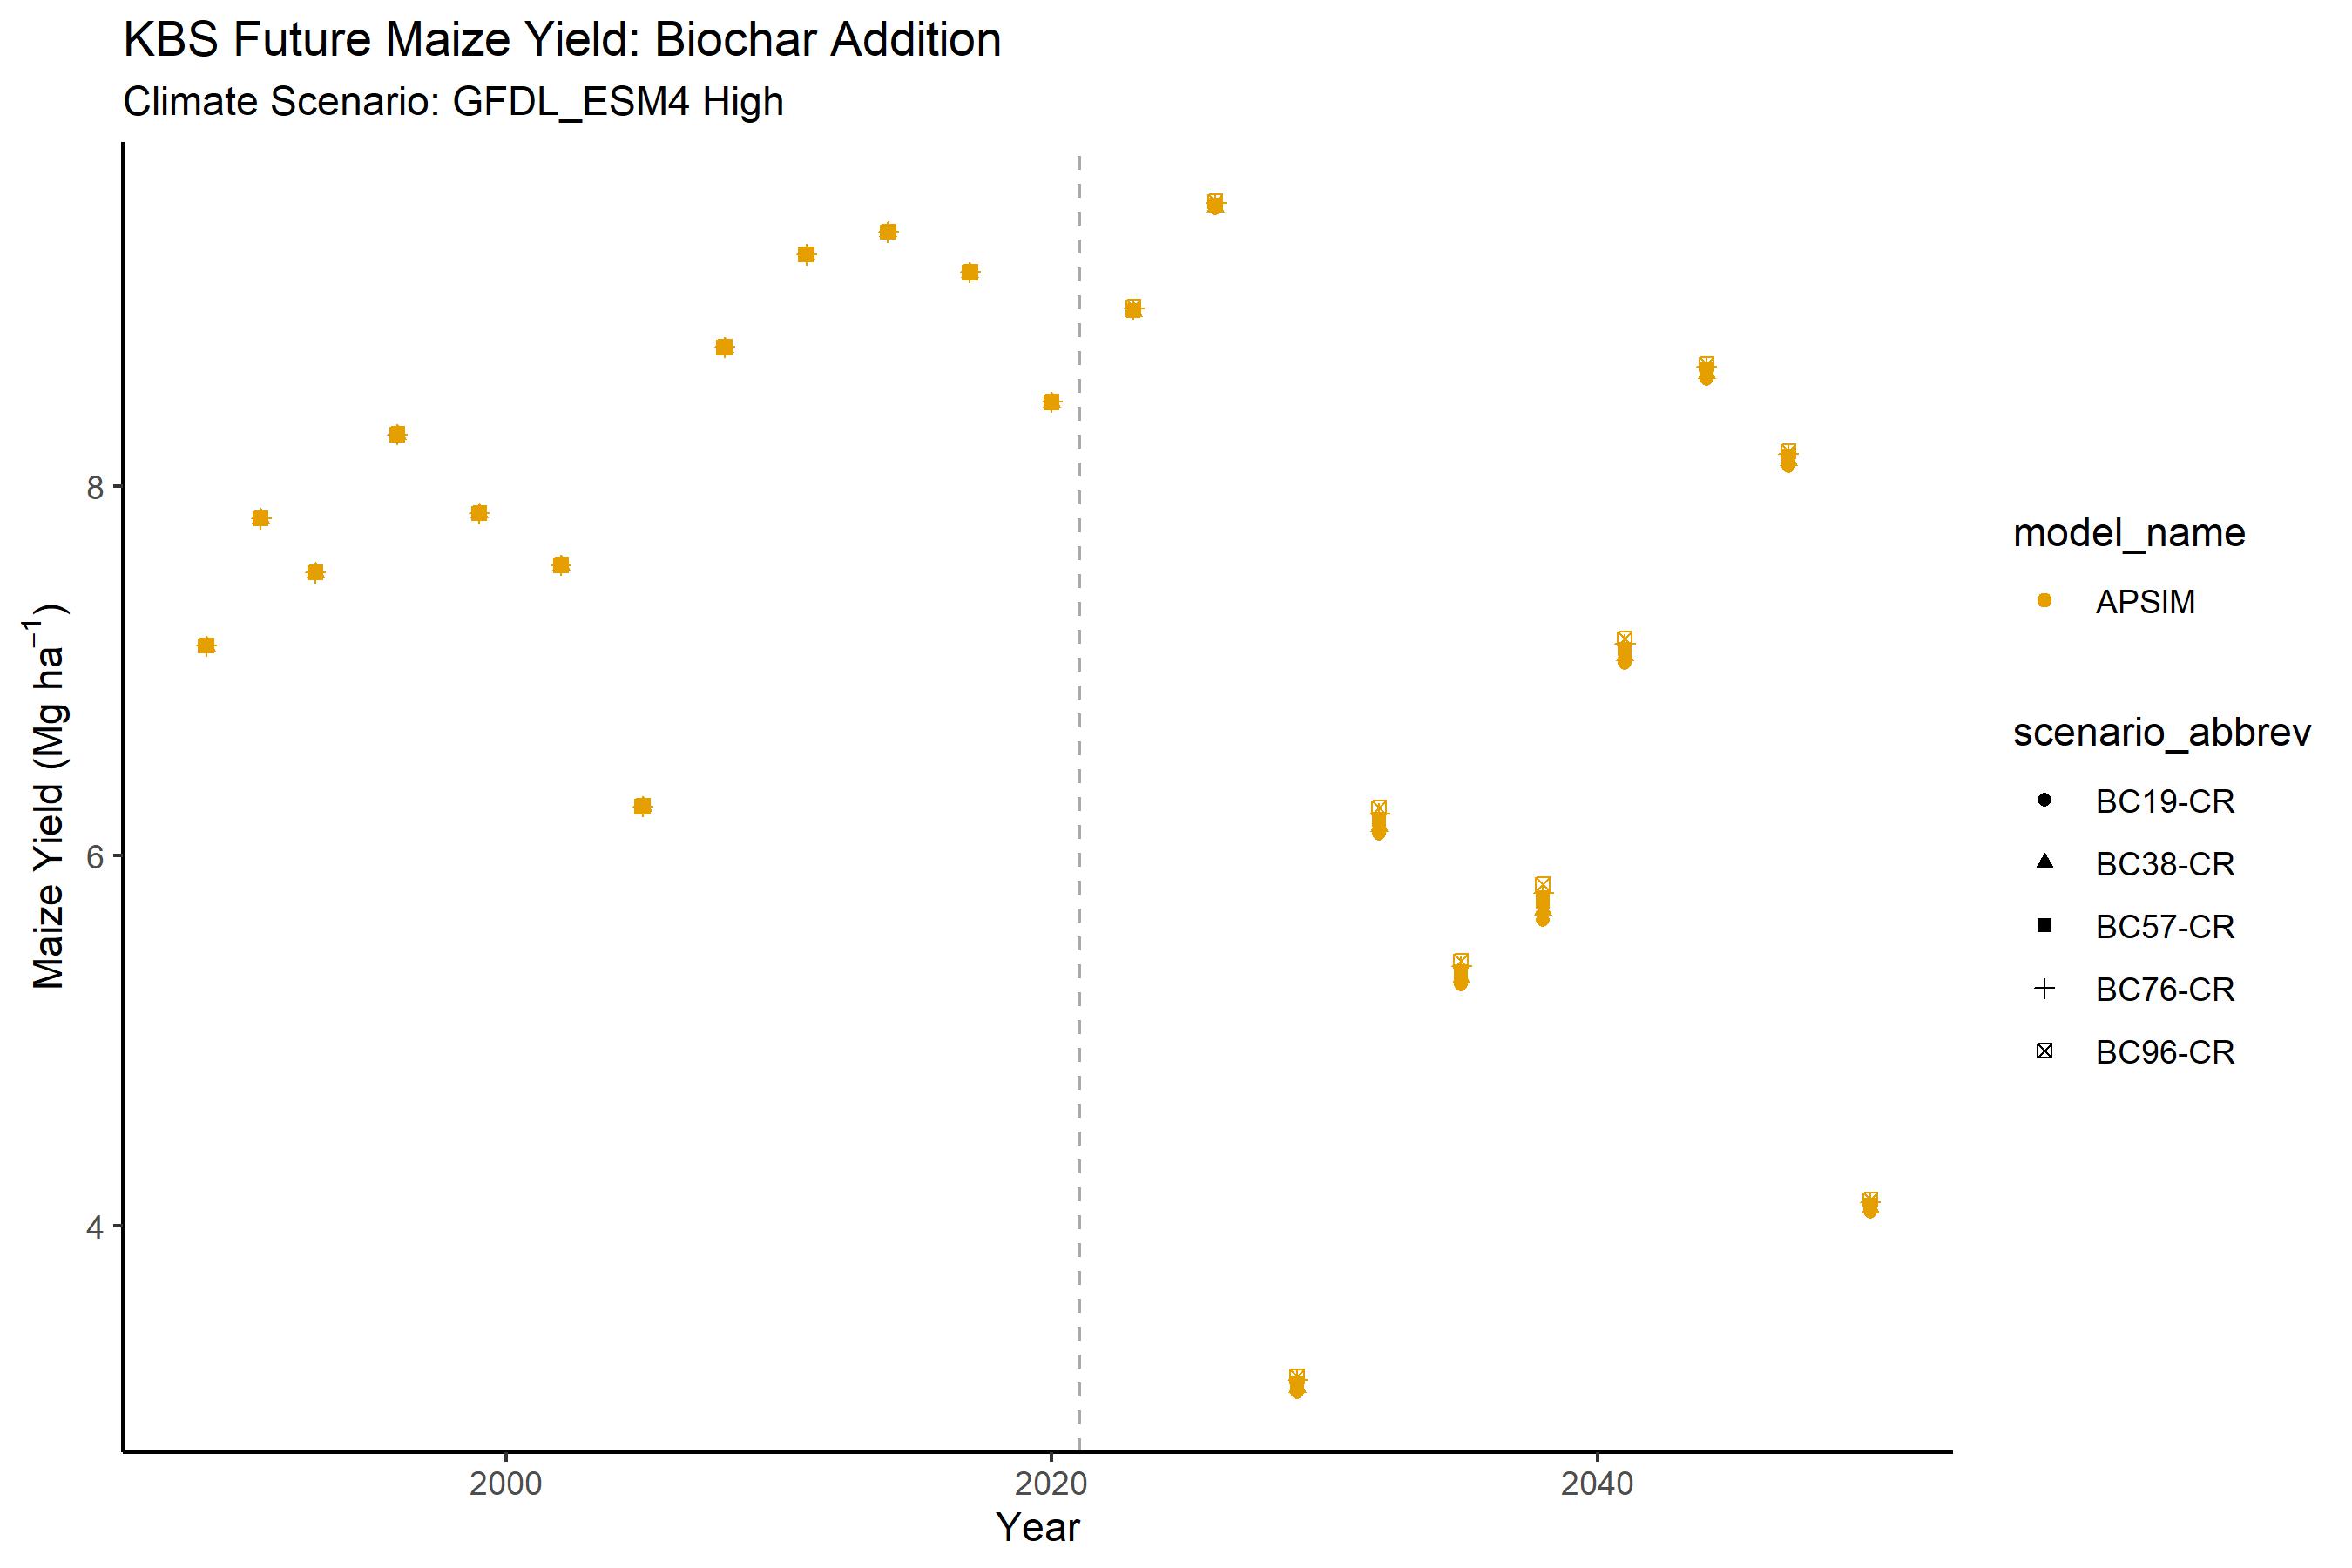 KBS Future Maize Yield: Biochar Addition
Climate Scenario: GFDL_ESM4 High
Maize Yield (Mg ha⁻¹)
8
6
4
2000
2020
2040
Year
model_name
APSIM
scenario_abbrev
BC19-CR
BC38-CR
BC57-CR
BC76-CR
BC96-CR